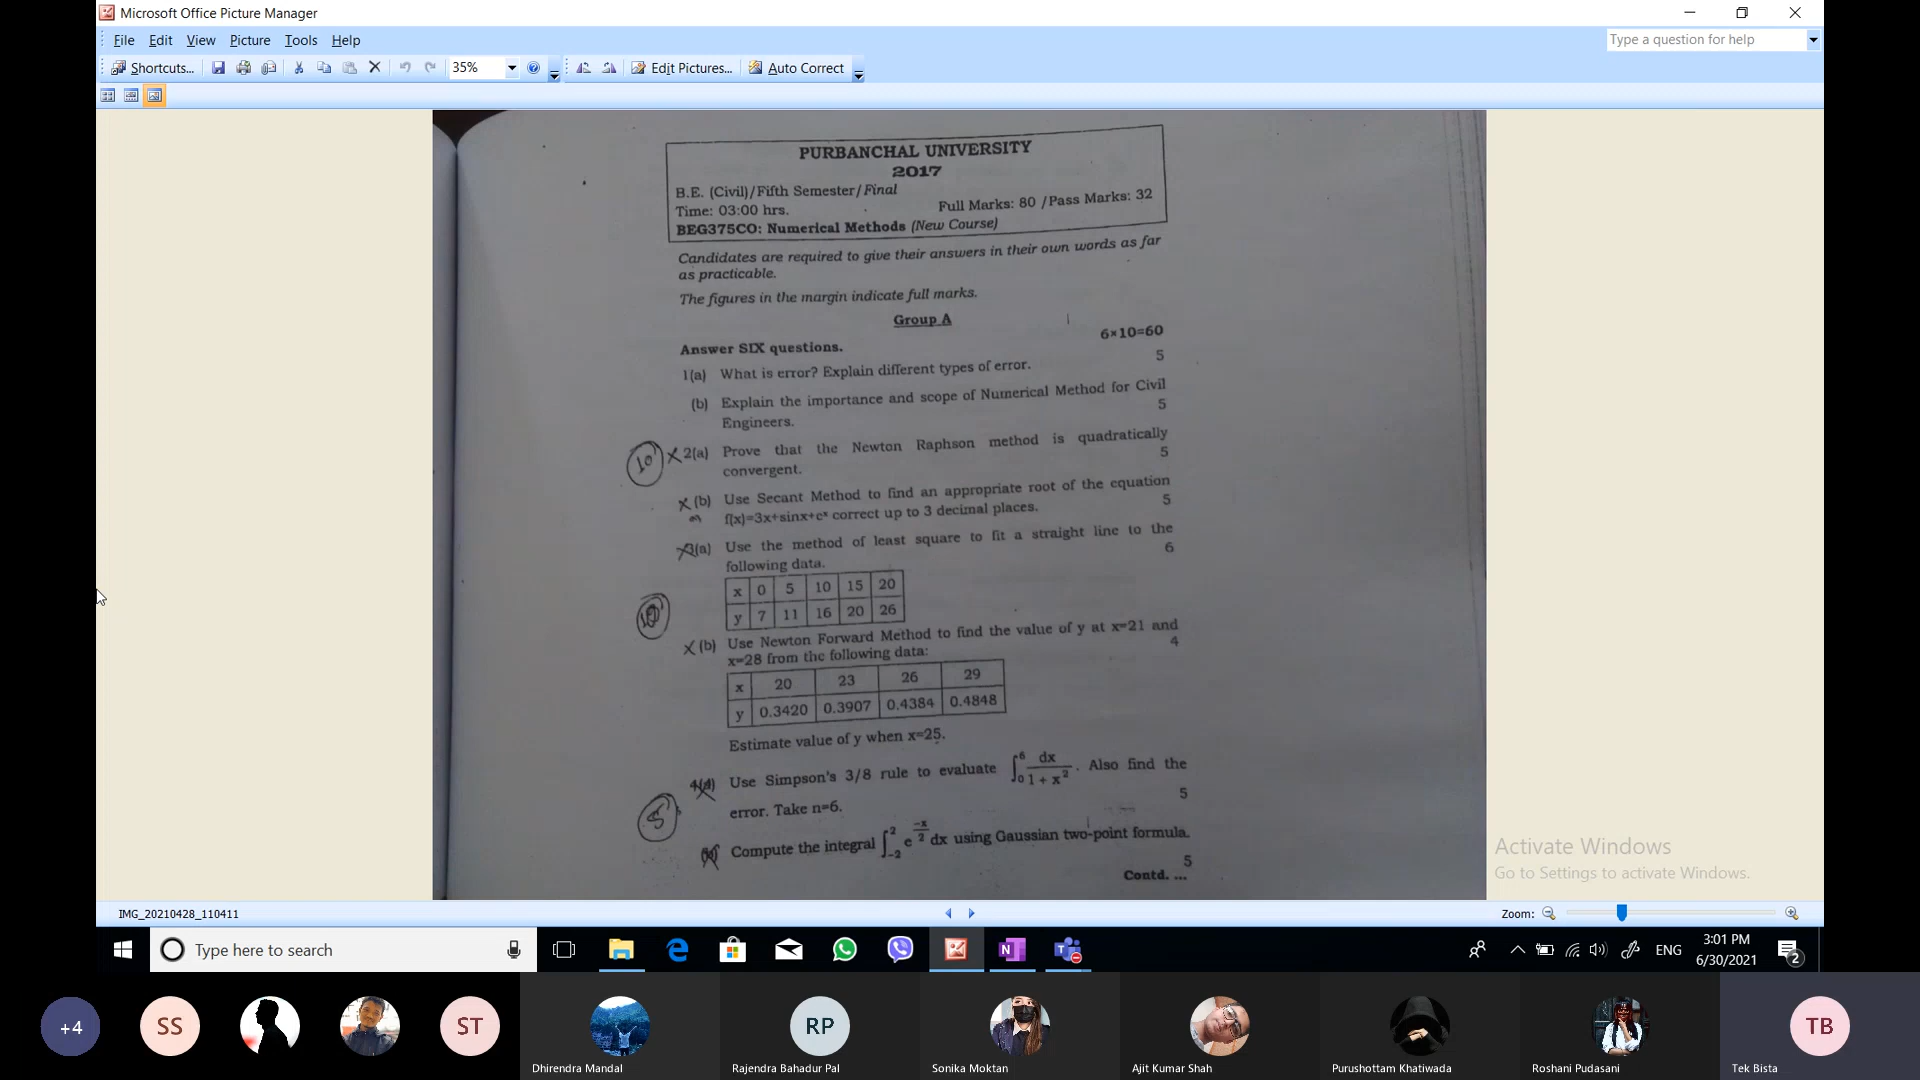 Microsoft Office Picture Manager
File Edit View Picture Tools Help
Type a question for help
Shortcuts... 35% Edit Pictures... Auto Correct
PURBANCHAL UNIVERSITY
2017
B.E. (Civil)/Fifth Semester/Final
Time: 03:00 hrs. Full Marks: 80 /Pass Marks: 32
BEG375CO: Numerical Methods (New Course)
Candidates are required to give their answers in their own words as far
as practicable.
The figures in the margin indicate full marks.
Group A
Answer SIX questions. 6×10=60
1(a) What is error? Explain different types of error. 5
(b) Explain the importance and scope of Numerical Method for Civil
Engineers. 5
10 2(a) Prove that the Newton Raphson method is quadratically
convergent. 5
(b) Use Secant Method to find an appropriate root of the equation
f(x)=3x+sinx+eˣ correct up to 3 decimal places. 5
3(a) Use the method of least square to fit a straight line to the
following data. 6
x 0 5 10 15 20
y 7 11 16 20 26
(b) Use Newton Forward Method to find the value of y at x=21 and
x=28 from the following data: 4
x 20 23 26 29
y 0.3420 0.3907 0.4384 0.4848
Estimate value of y when x=25.
4(a) Use Simpson's 3/8 rule to evaluate ∫₀⁶ dx/(1 + x²). Also find the
error. Take n=6. 5
5
Compute the integral ∫₋₂² e^(-x/2) dx using Gaussian two-point formula.
5
Contd. ...
Activate Windows
Go to Settings to activate Windows.
IMG_20210428_110411 Zoom:
Type here to search
ENG 3:01 PM
6/30/2021 2
+4 SS ST RP TB
Dhirendra Mandal Rajendra Bahadur Pal Sonika Moktan Ajit Kumar Shah Purushottam Khatiwada Roshani Pudasani Tek Bista